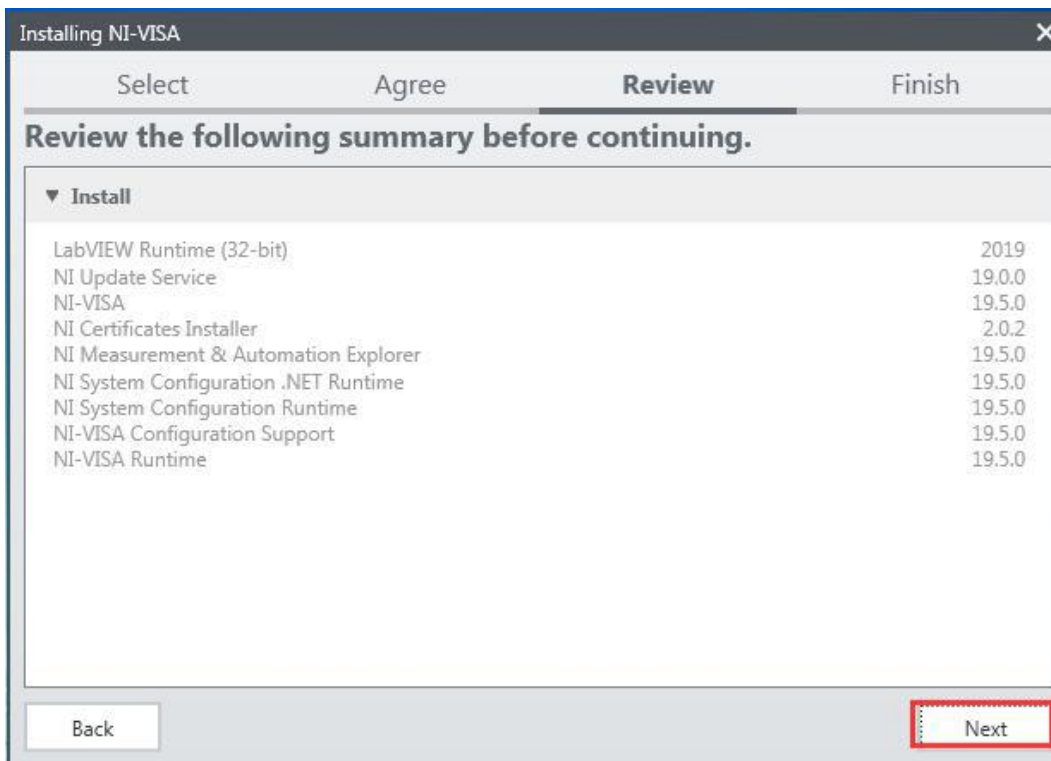 Installing NI-VISA
Select Agree Review Finish
Review the following summary before continuing.
Install
LabVIEW Runtime (32-bit) 2019
NI Update Service 19.0.0
NI-VISA 19.5.0
NI Certificates Installer 2.0.2
NI Measurement & Automation Explorer 19.5.0
NI System Configuration .NET Runtime 19.5.0
NI System Configuration Runtime 19.5.0
NI-VISA Configuration Support 19.5.0
NI-VISA Runtime 19.5.0
Back Next